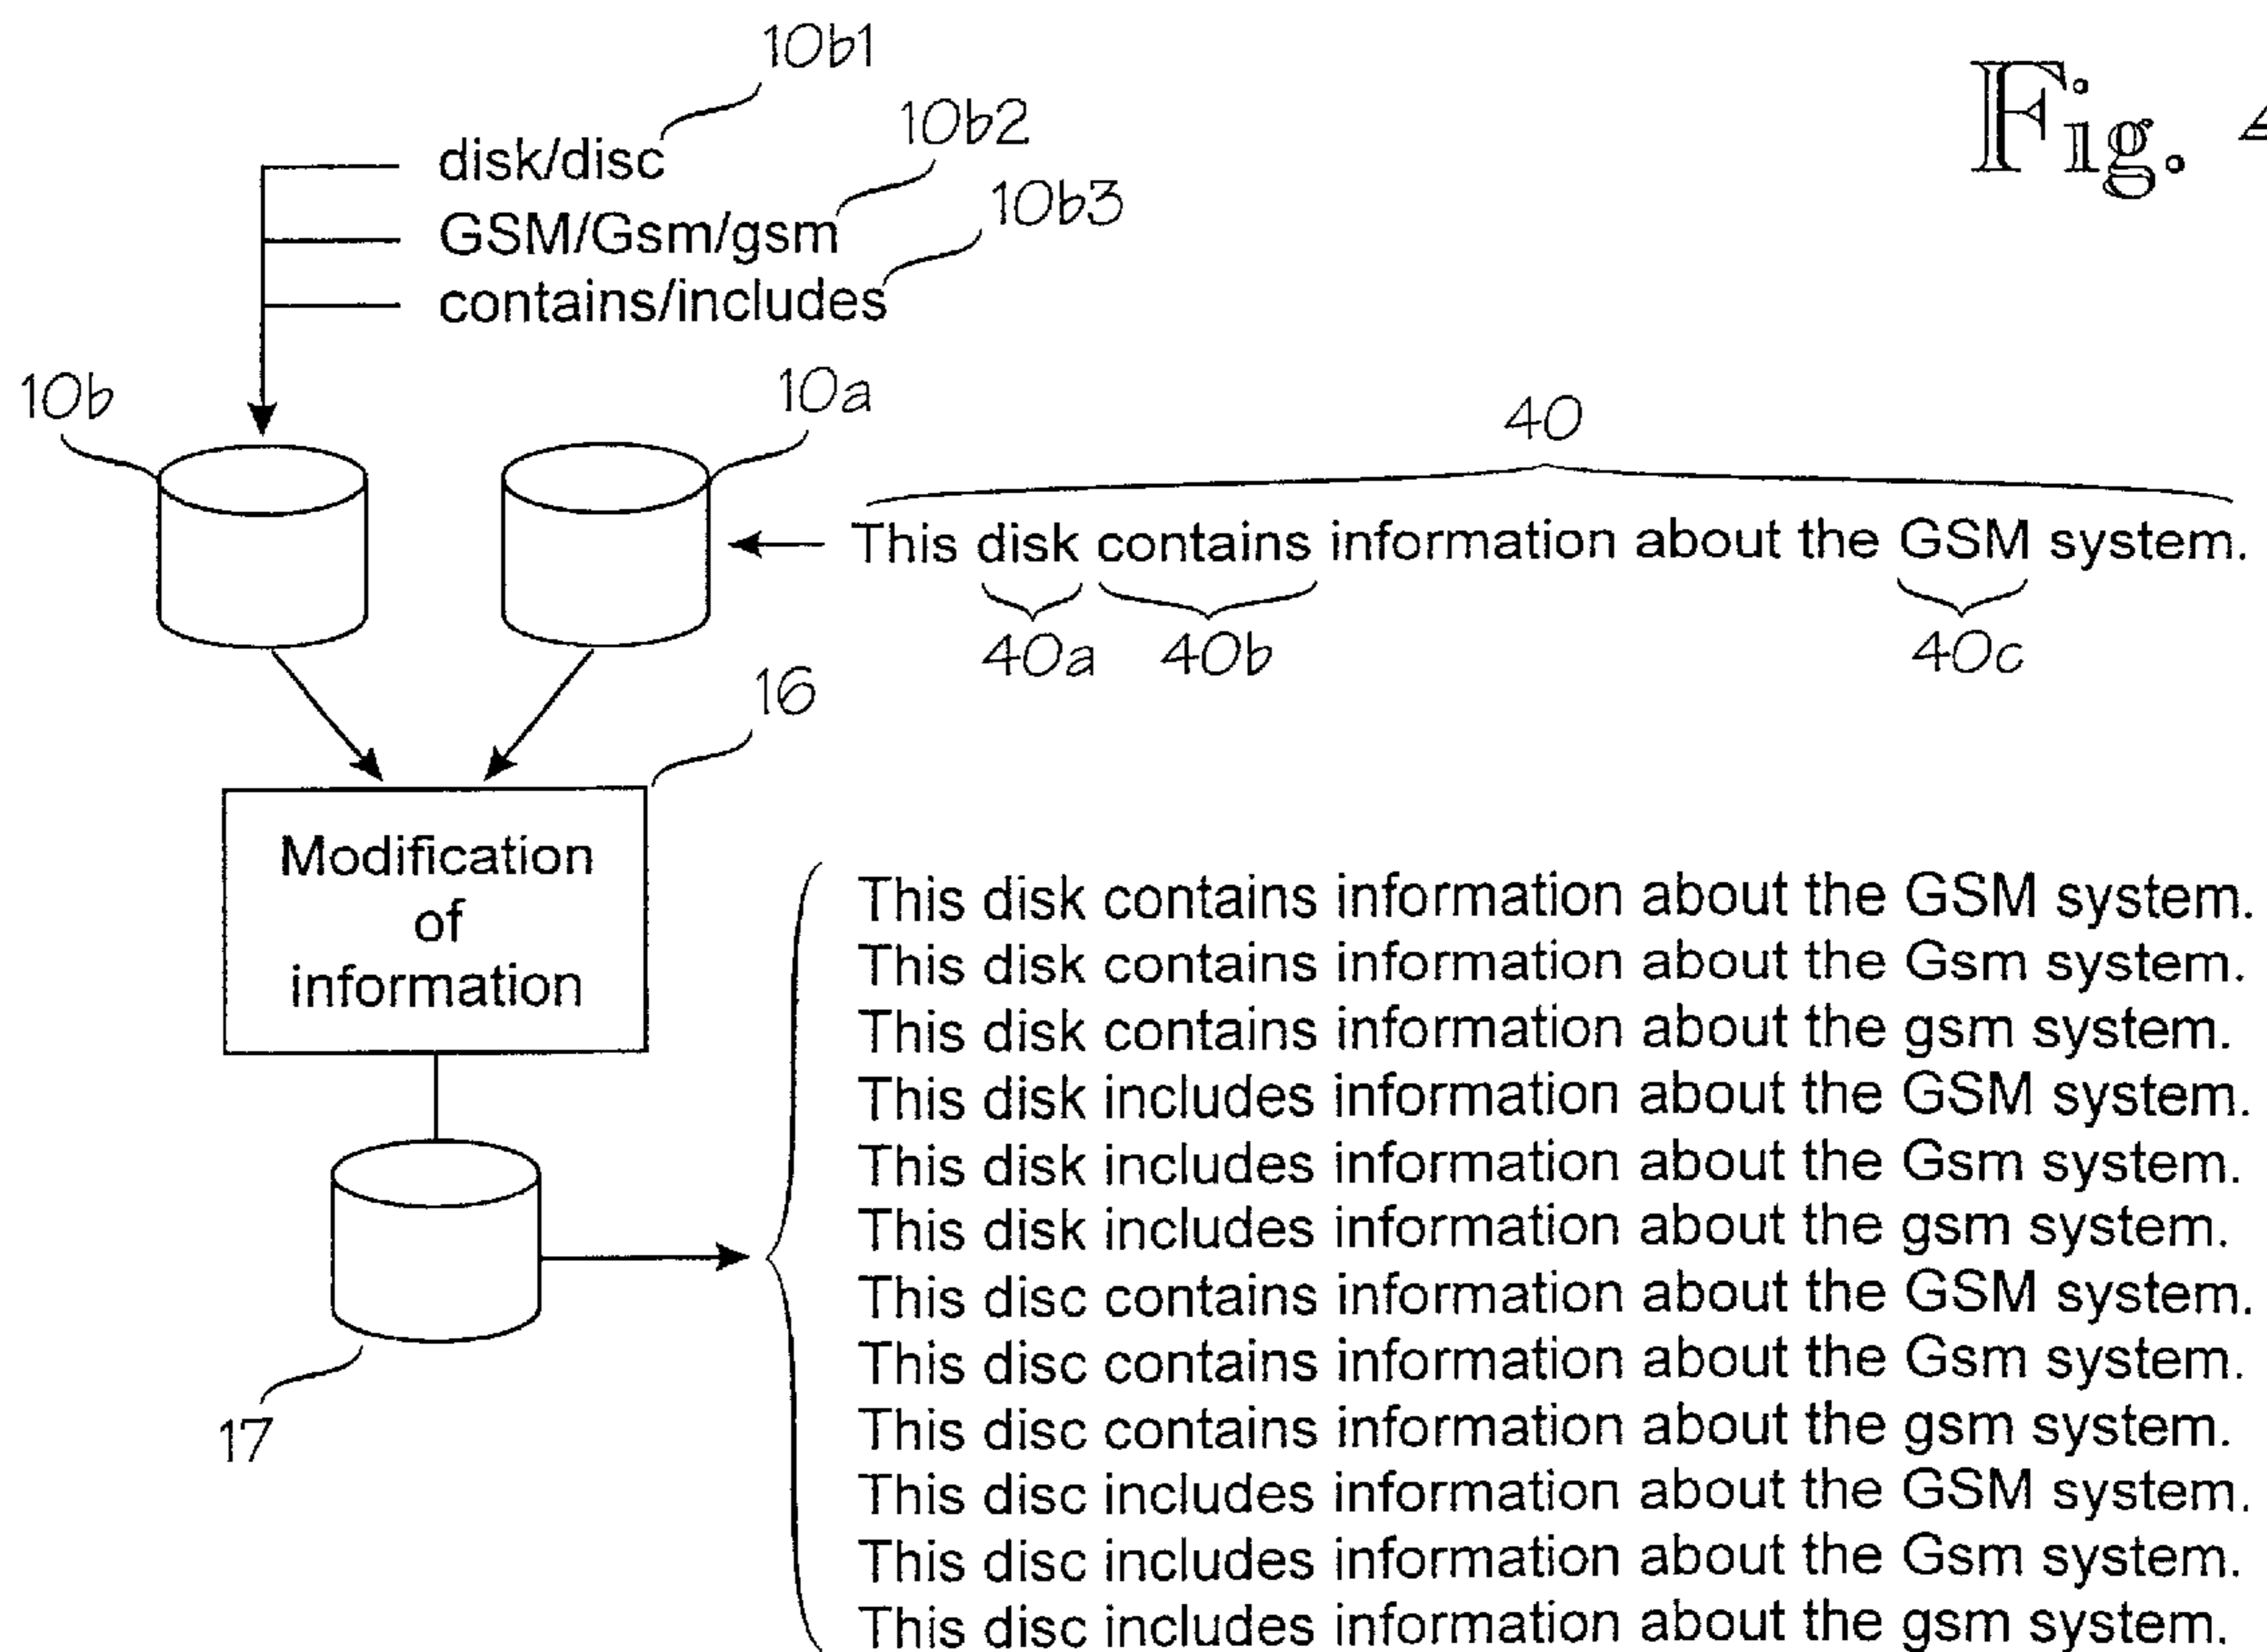 10b1
Fig. 4
10b2
disk/disc
10b3
GSM/Gsm/gsm
contains/includes
10b
10a
40
This disk contains information about the GSM system.
40a 40b 40c
16
Modification
of
information
This disk contains information about the GSM system.
This disk contains information about the Gsm system.
This disk contains information about the gsm system.
This disk includes information about the GSM system.
This disk includes information about the Gsm system.
This disk includes information about the gsm system.
This disc contains information about the GSM system.
This disc contains information about the Gsm system.
This disc contains information about the gsm system.
This disc includes information about the GSM system.
This disc includes information about the Gsm system.
This disc includes information about the gsm system.
17